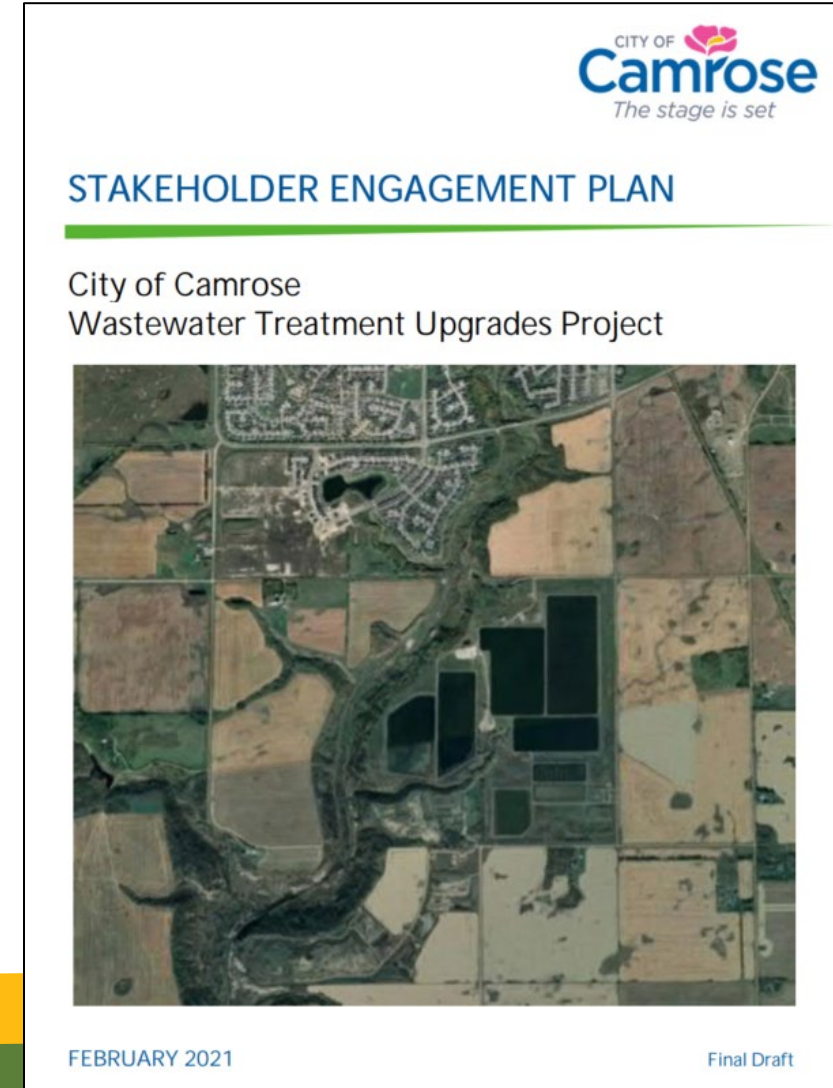 CITY OF
Camrose
The stage is set
STAKEHOLDER ENGAGEMENT PLAN
City of Camrose
Wastewater Treatment Upgrades Project
FEBRUARY 2021
Final Draft